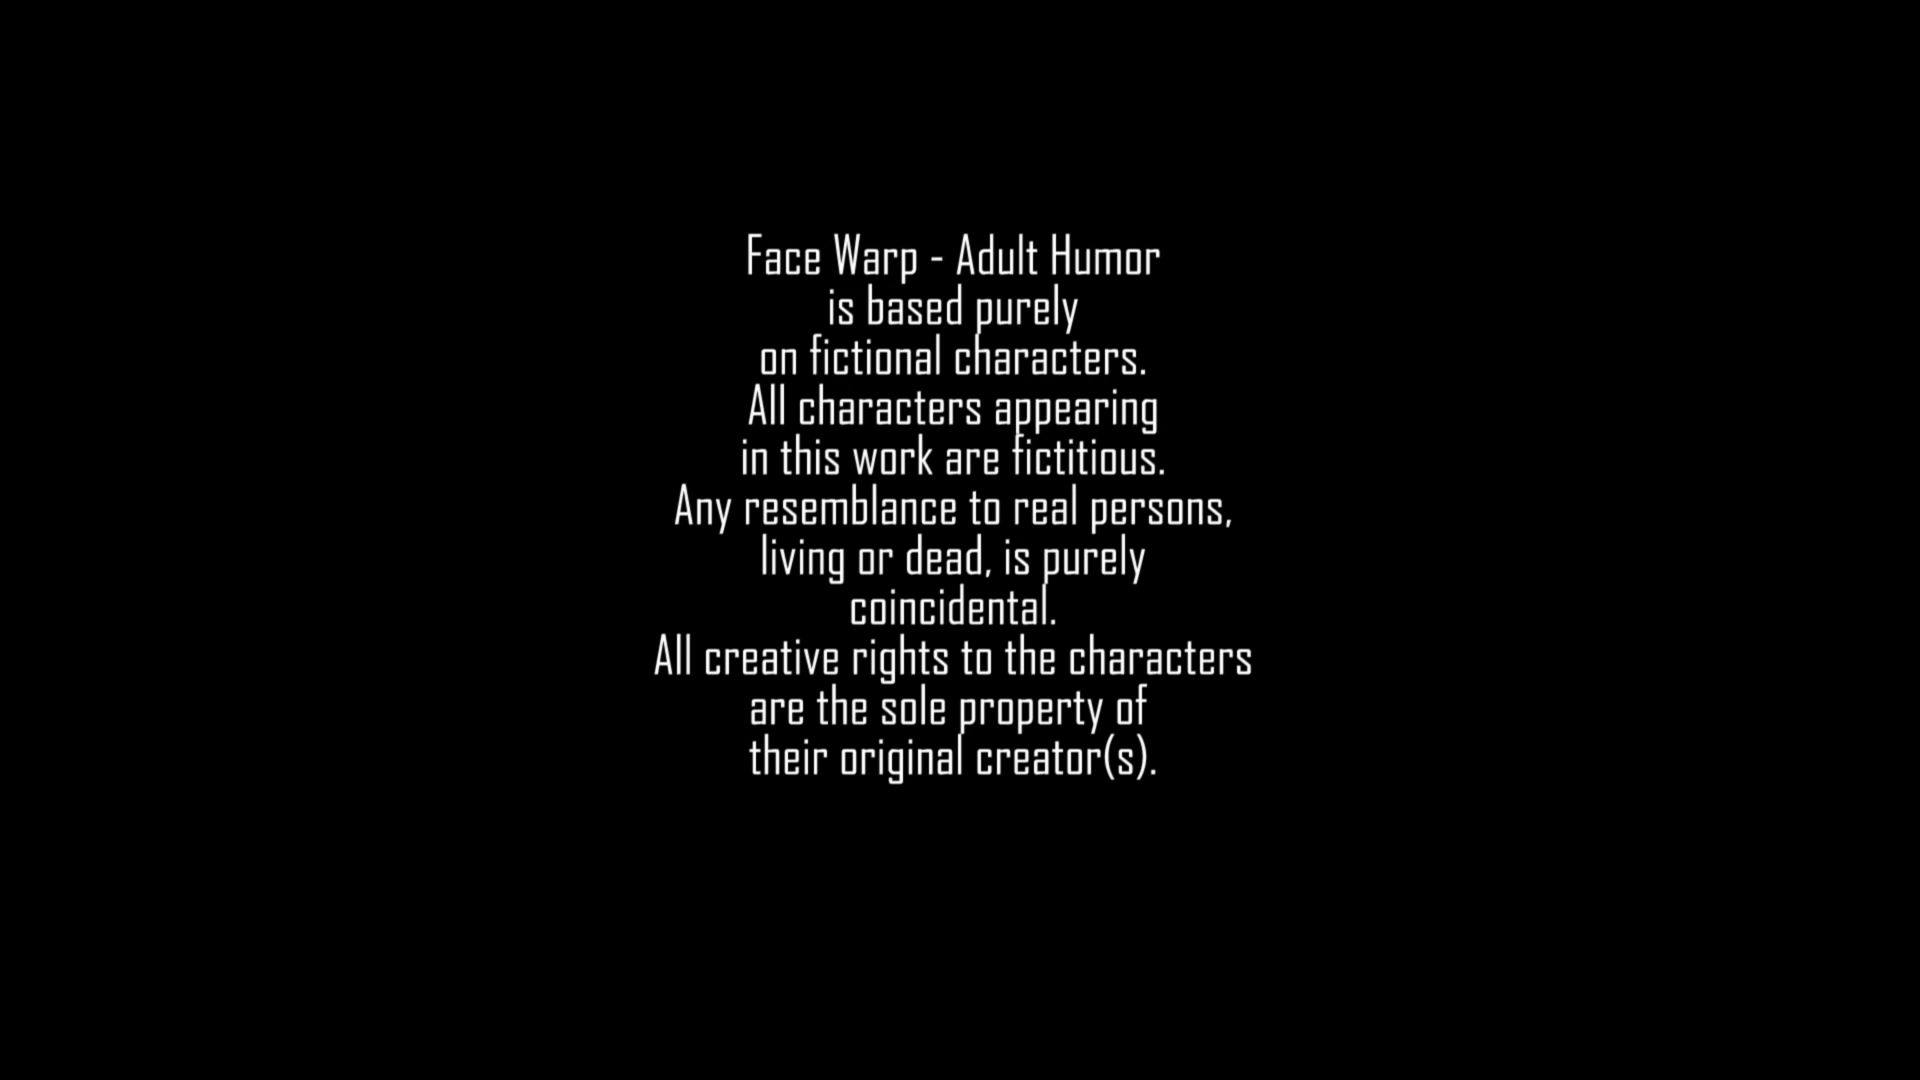 Face Warp - Adult Humor
is based purely
on fictional characters.
All characters appearing
in this work are fictitious.
Any resemblance to real persons,
living or dead, is purely
coincidental.
All creative rights to the characters
are the sole property of
their original creator(s).